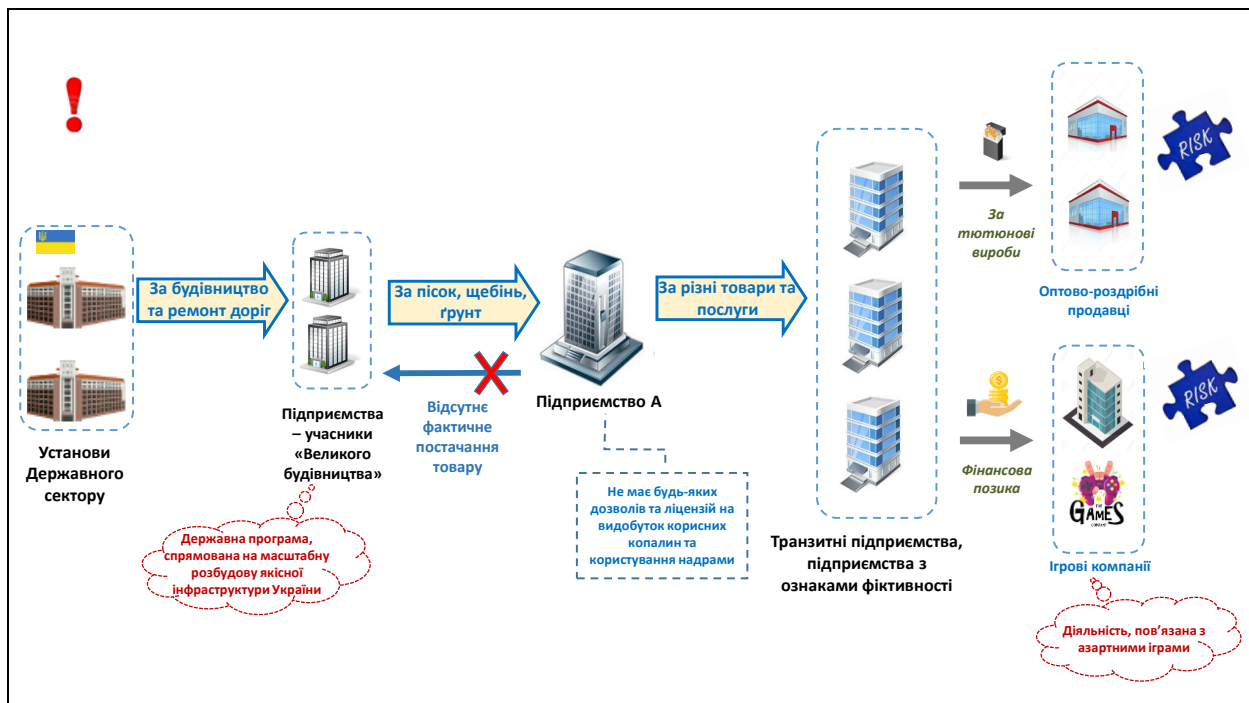 Установи
Державного
сектору
За будівництво
та ремонт доріг
Підприємства
– учасники
«Великого
будівництва»
Державна програма,
спрямована на масштабну
розбудову якісної
інфраструктури України
За пісок, щебінь,
ґрунт
Відсутнє
фактичне
постачання
товару
Підприємство А
Не має будь-яких
дозволів та ліцензій на
видобуток корисних
копалин та
користування надрами
За різні товари та
послуги
Транзитні підприємства,
підприємства з
ознаками фіктивності
За
тютюнові
вироби
Оптово-роздрібні
продавці
RISK
Фінансова
позика
THE
GAMES
COMPANY
Ігрові компанії
RISK
Діяльність, пов’язана з
азартними іграми